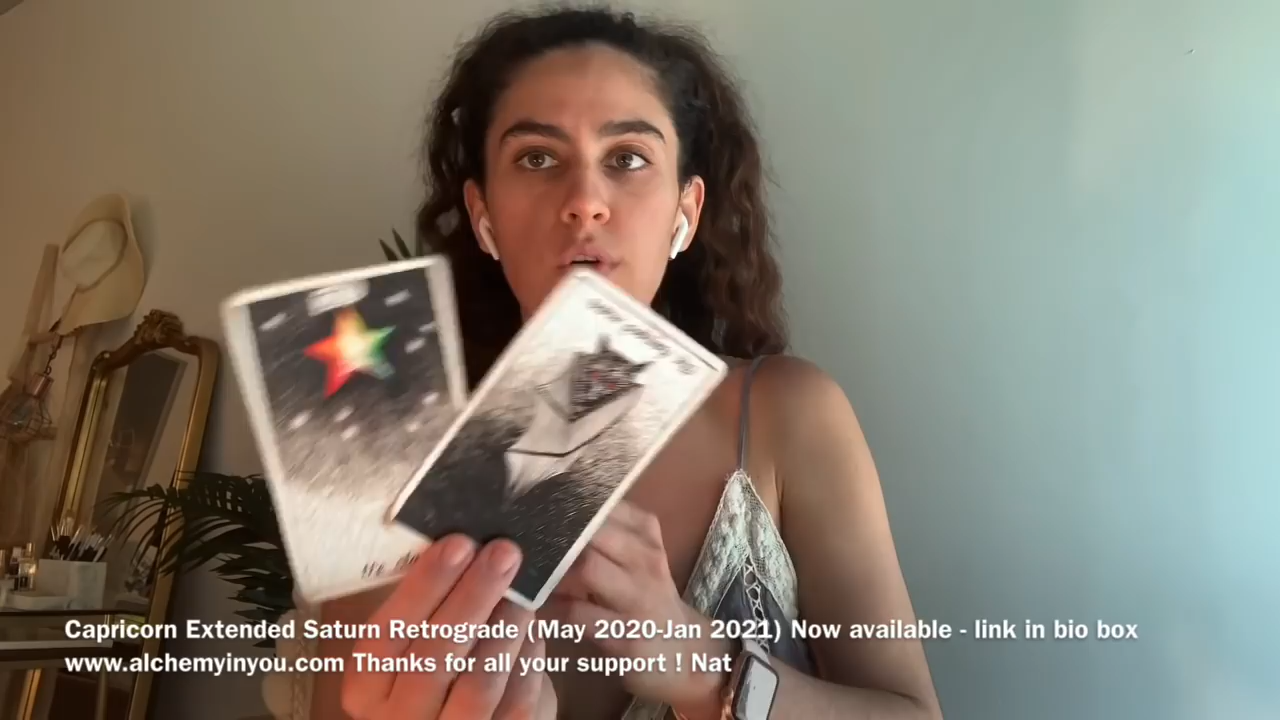 Capricorn Extended Saturn Retrograde (May 2020-Jan 2021) Now available - link in bio box
www.alchemyinyou.com Thanks for all your support ! Nat